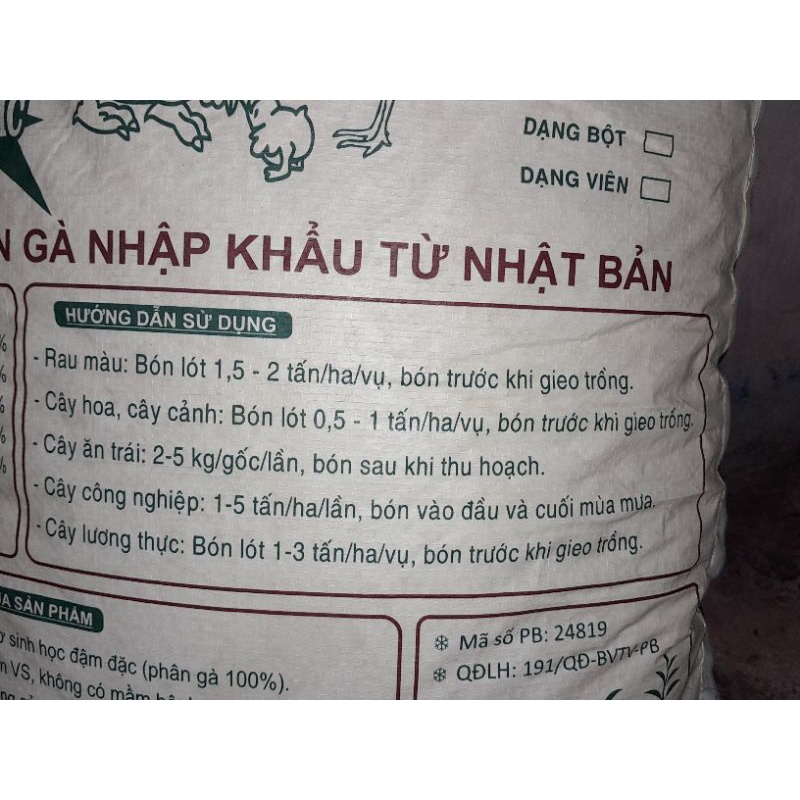 DẠNG BỘT
DẠNG VIÊN
GÀ NHẬP KHẨU TỪ NHẬT BẢN
HƯỚNG DẪN SỬ DỤNG
- Rau màu: Bón lót 1,5 - 2 tấn/ha/vụ, bón trước khi gieo trồng.
- Cây hoa, cây cảnh: Bón lót 0,5 - 1 tấn/ha/vụ, bón trước khi gieo trồng.
- Cây ăn trái: 2-5 kg/gốc/lần, bón sau khi thu hoạch.
- Cây công nghiệp: 1-5 tấn/ha/lần, bón vào đầu và cuối mùa mưa.
- Cây lương thực: Bón lót 1-3 tấn/ha/vụ, bón trước khi gieo trồng.
%
%
%
%
%
SẢN PHẨM
sinh học đậm đặc (phân gà 100%).
VS, không có mầm
Mã số PB: 24819
QĐLH: 191/QĐ-BVTV-PB